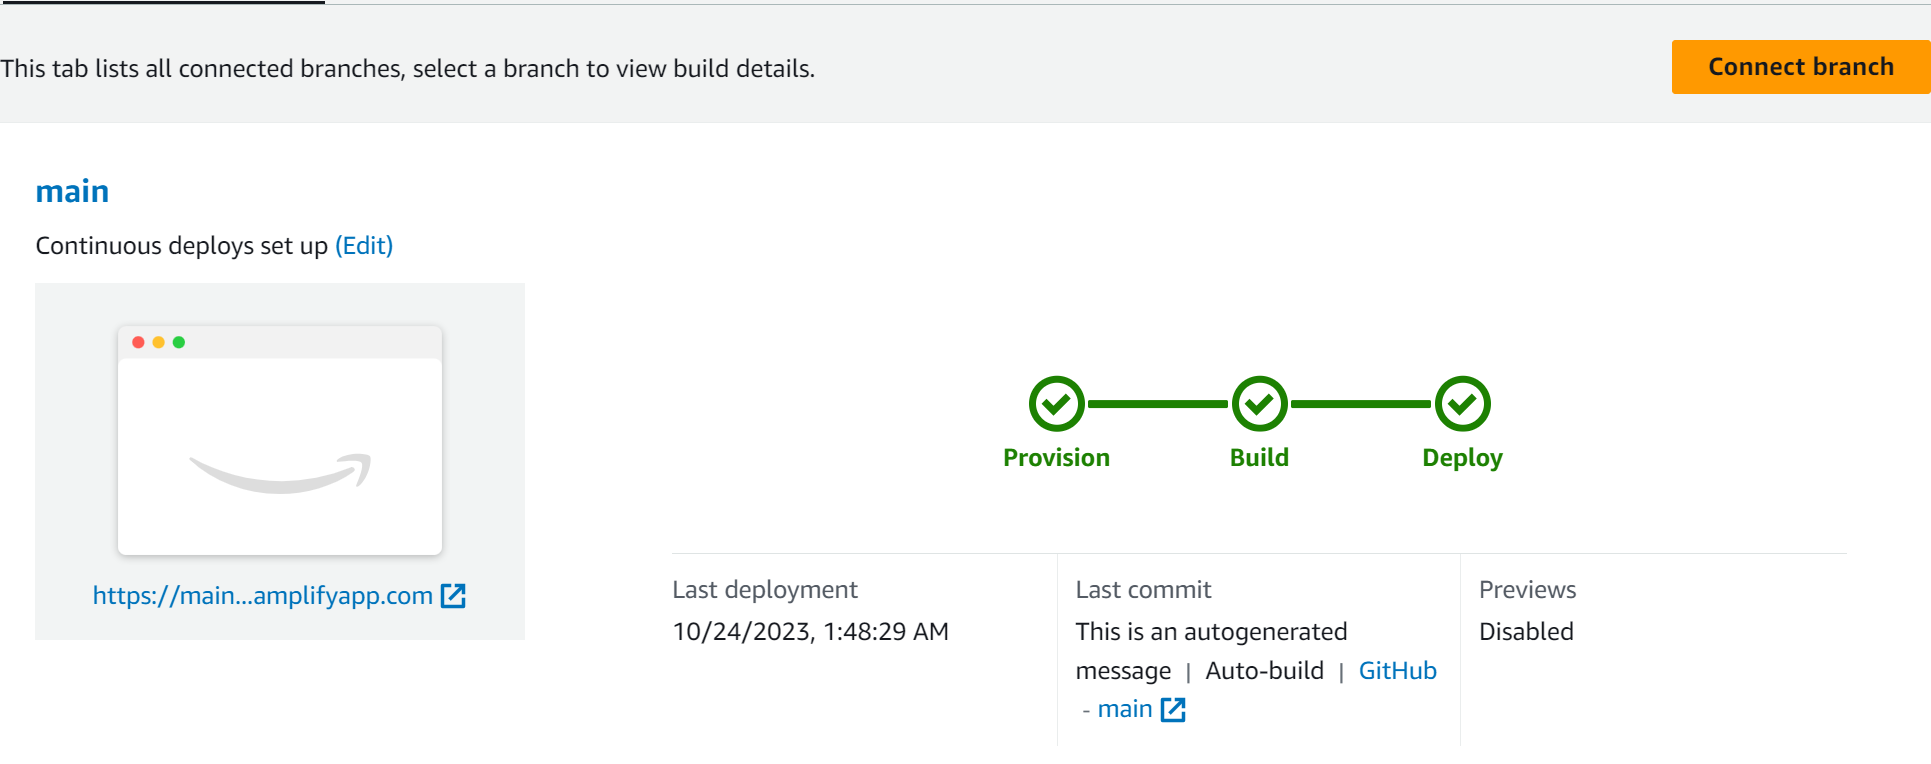 This tab lists all connected branches, select a branch to view build details.
Connect branch
main
Continuous deploys set up (Edit)
https://main...amplifyapp.com
Provision
Build
Deploy
Last deployment
10/24/2023, 1:48:29 AM
Last commit
This is an autogenerated
message | Auto-build | GitHub
- main
Previews
Disabled